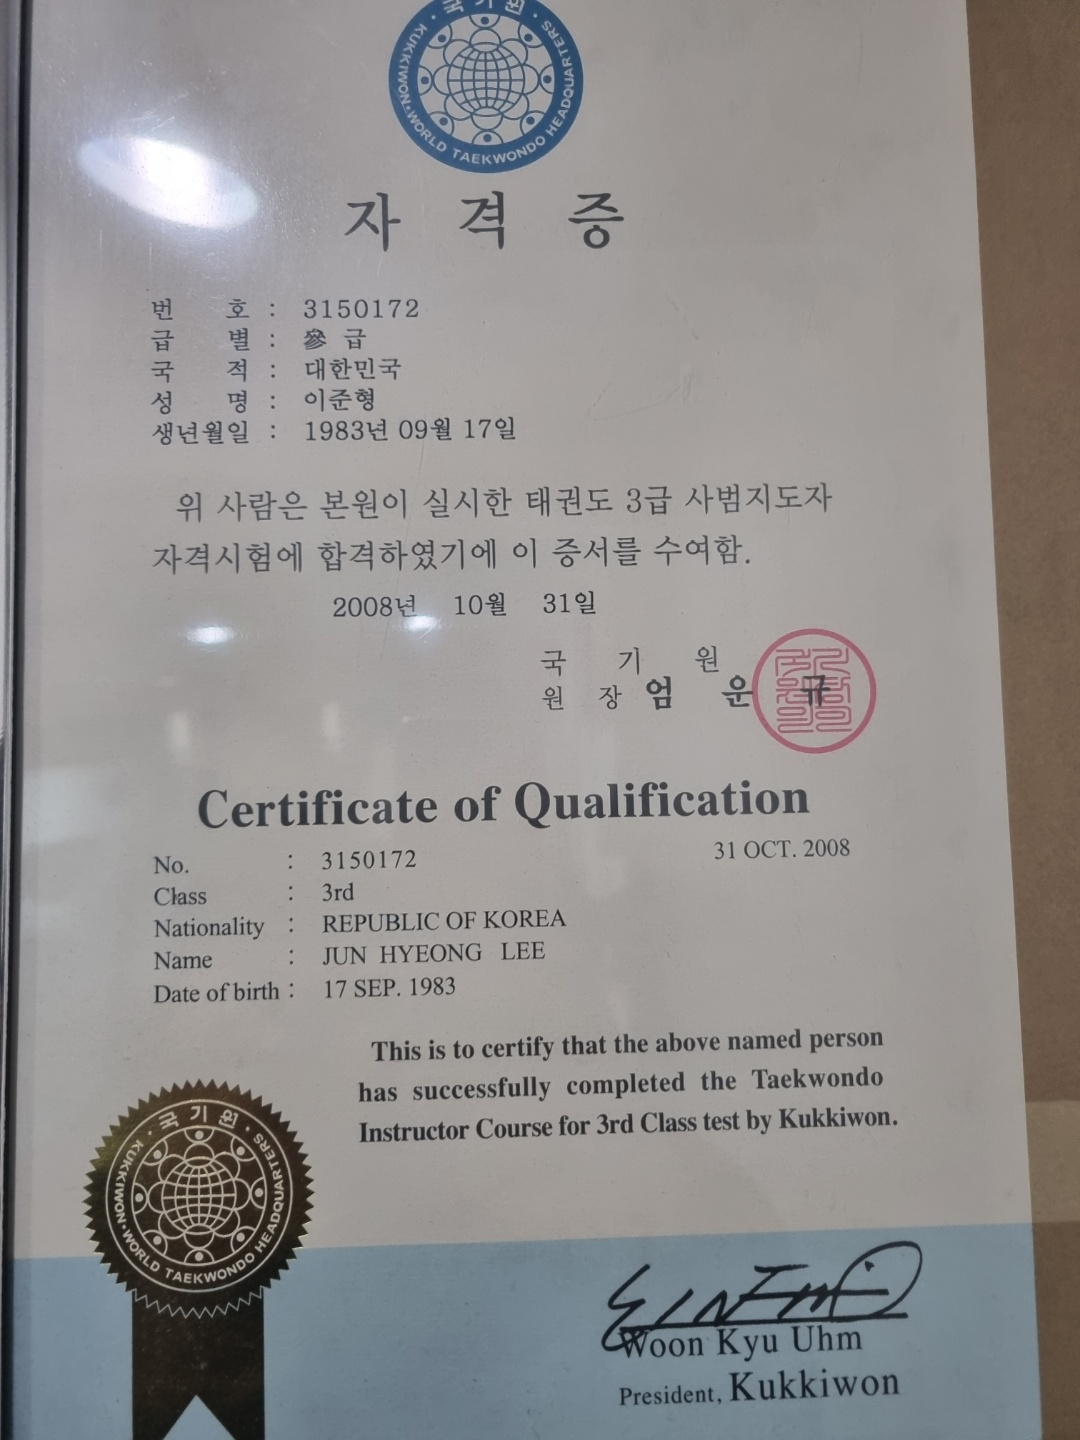 국기원
KUKKIWON · WORLD TAEKWONDO HEADQUARTERS
자 격 증
번 호 : 3150172
급 별 : 參 급
국 적 : 대한민국
성 명 : 이준형
생년월일 : 1983년 09월 17일
위 사람은 본원이 실시한 태권도 3급 사범지도자
자격시험에 합격하였기에 이 증서를 수여함.
2008년 10월 31일
국 기 원
원 장 엄 운 규
Certificate of Qualification
31 OCT. 2008
No. : 3150172
Class : 3rd
Nationality : REPUBLIC OF KOREA
Name : JUN HYEONG LEE
Date of birth : 17 SEP. 1983
This is to certify that the above named person
has successfully completed the Taekwondo
Instructor Course for 3rd Class test by Kukkiwon.
국기원
KUKKIWON · WORLD TAEKWONDO HEADQUARTERS
Woon Kyu Uhm
President, Kukkiwon